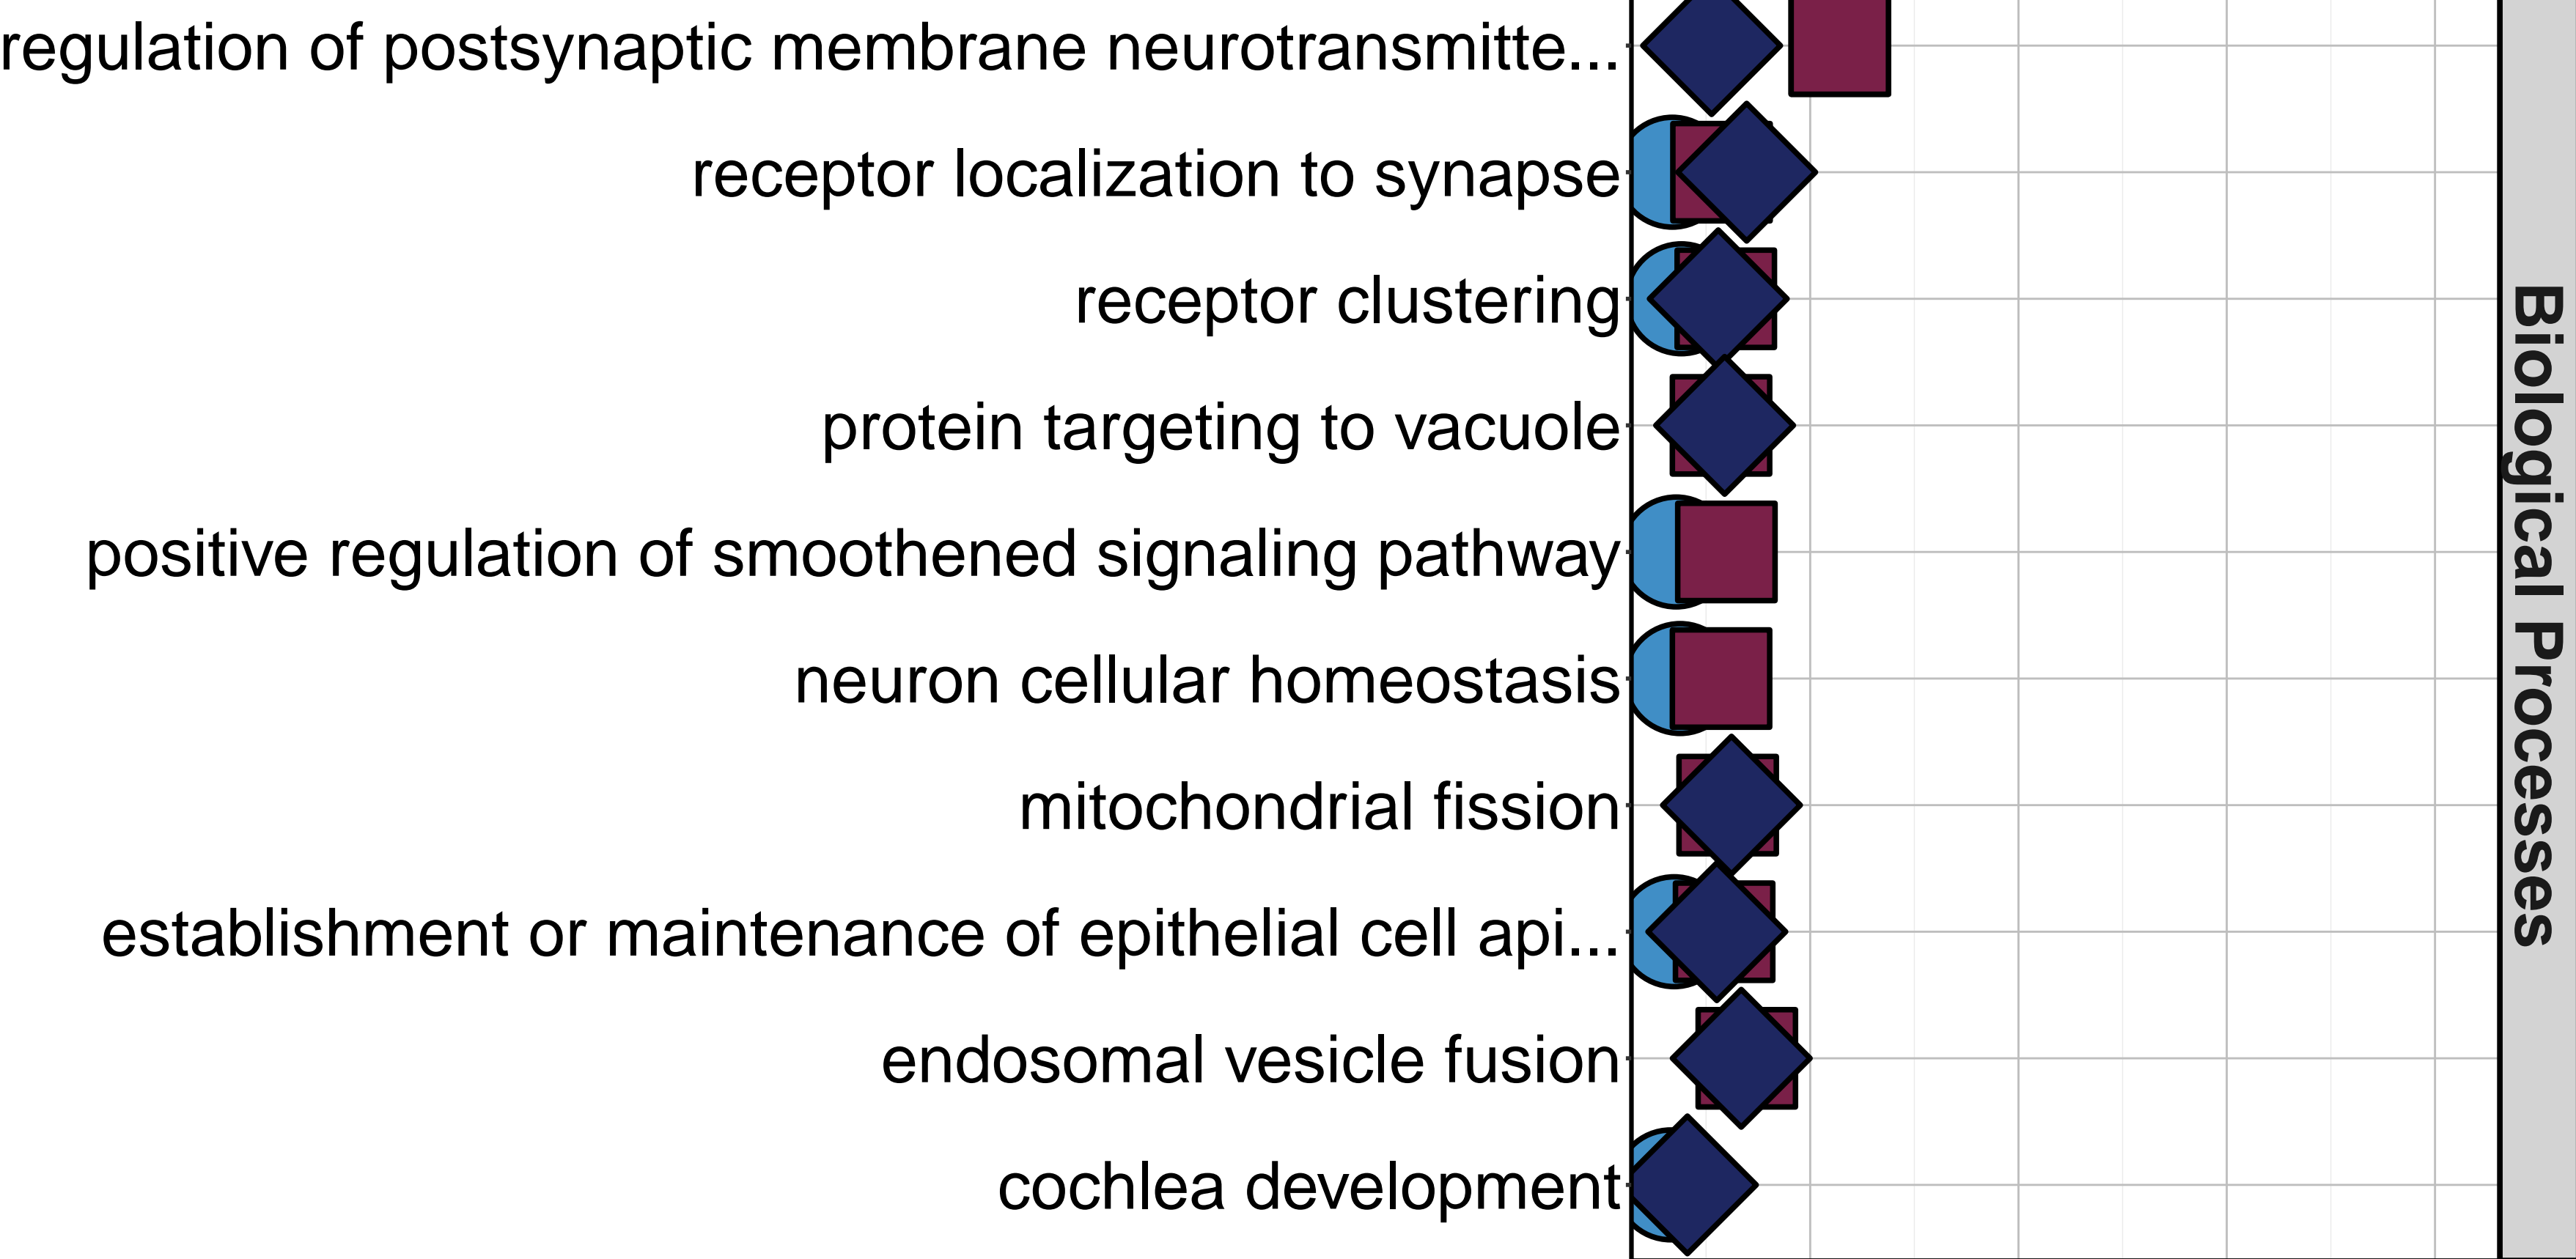 regulation of postsynaptic membrane neurotransmitte...
receptor localization to synapse
receptor clustering
protein targeting to vacuole
positive regulation of smoothened signaling pathway
neuron cellular homeostasis
mitochondrial fission
establishment or maintenance of epithelial cell api...
endosomal vesicle fusion
cochlea development
Biological Processes